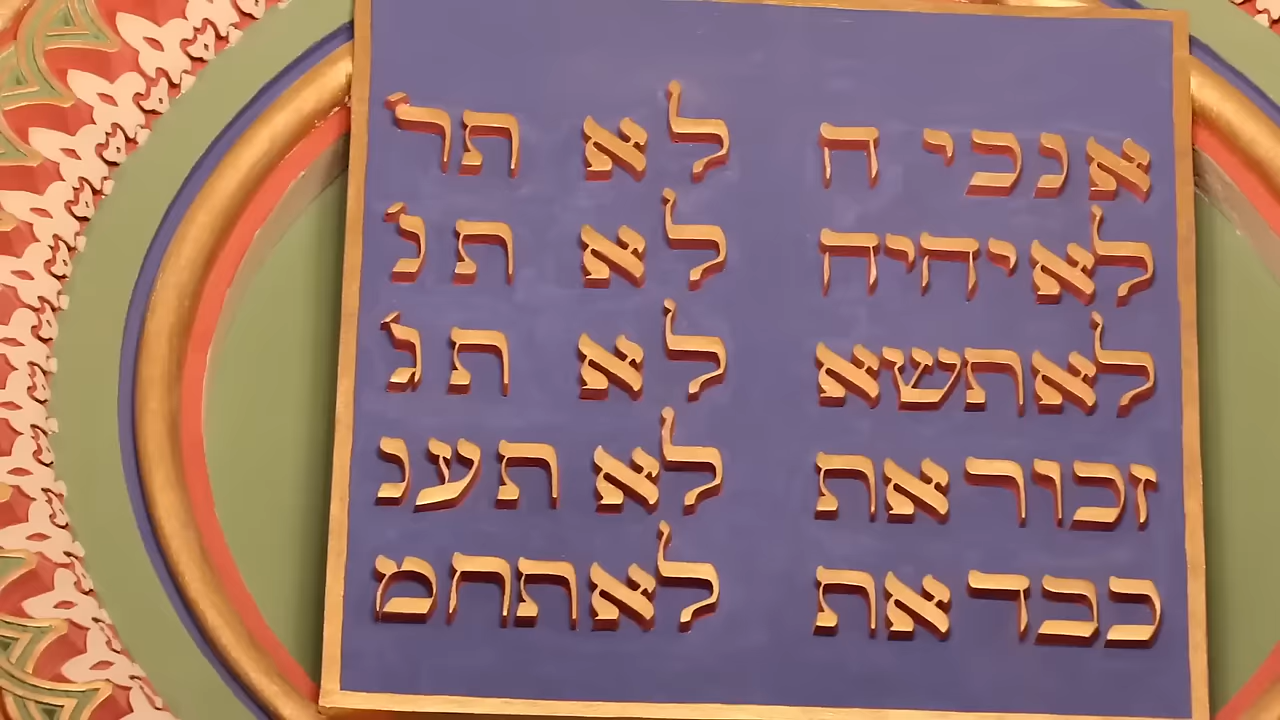 אנכי ה
לא יהיה
לא תשא
זכור את
כבד את
לא תר׳
לא תנ׳
לא תג׳
לא תענ
לא תחמ